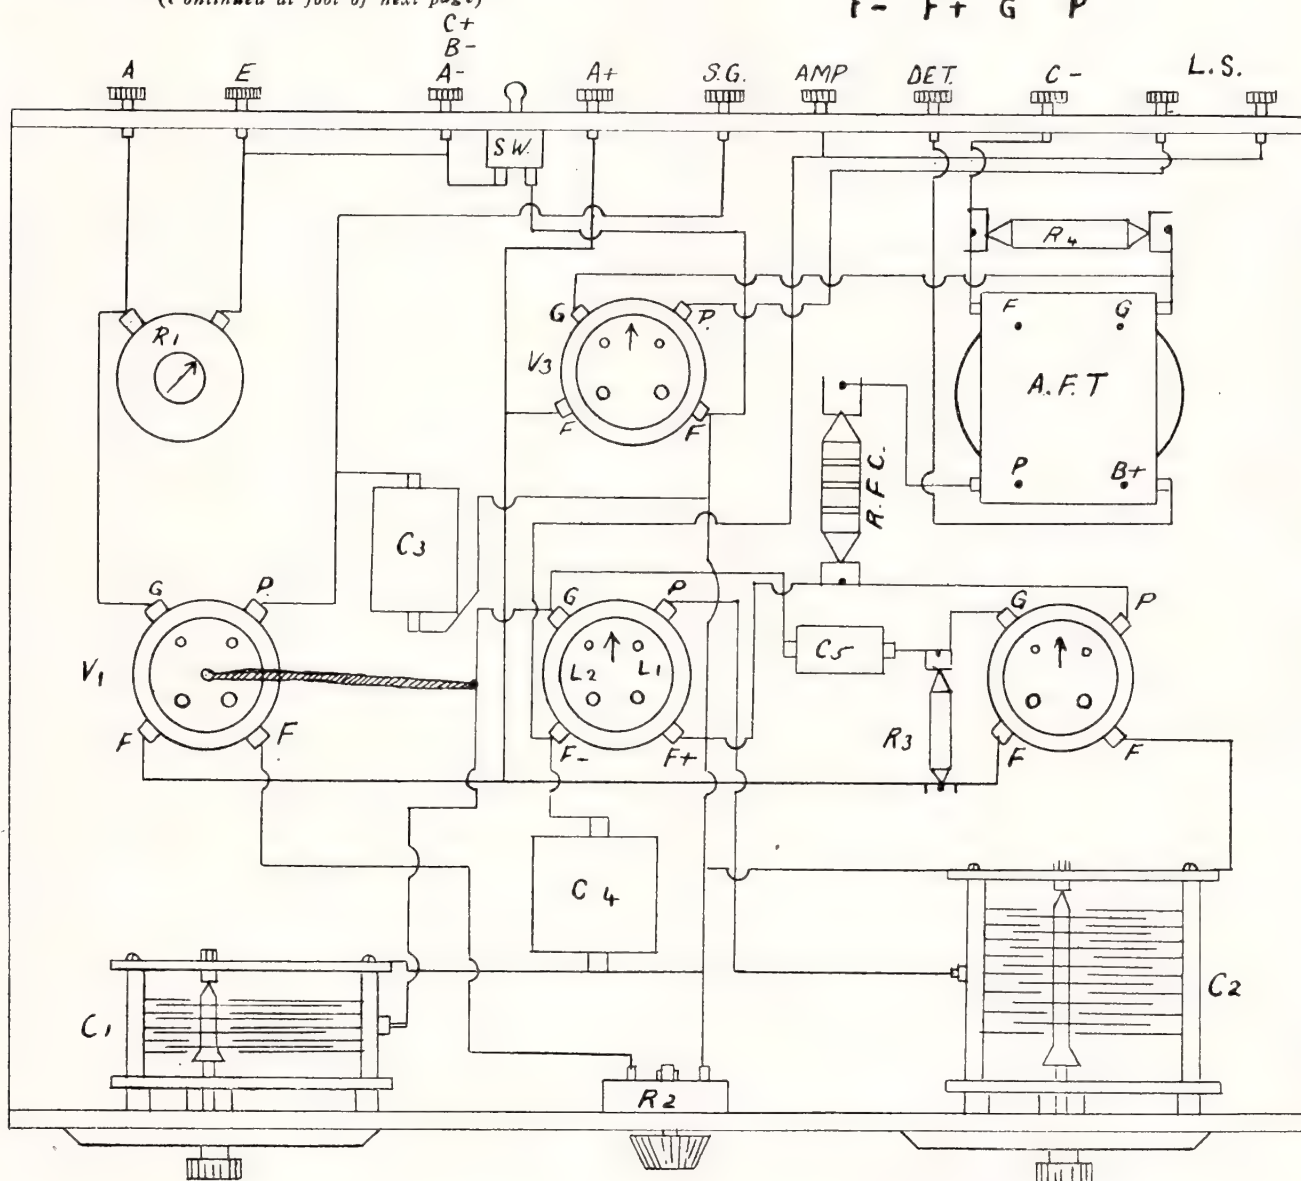 (Continued at foot of next page)
F- F+ G P
C+
B-
A E A- A+ S.G. AMP DET. C- L.S.
SW.
R4
G P.
F G
R1
V3
A.F.T
F F
R.F.C.
P B+
C3
G P.
G P
G P
C5
V1
L2 L1
R3
F F
F- F+
F F
C4
C1
C2
R2